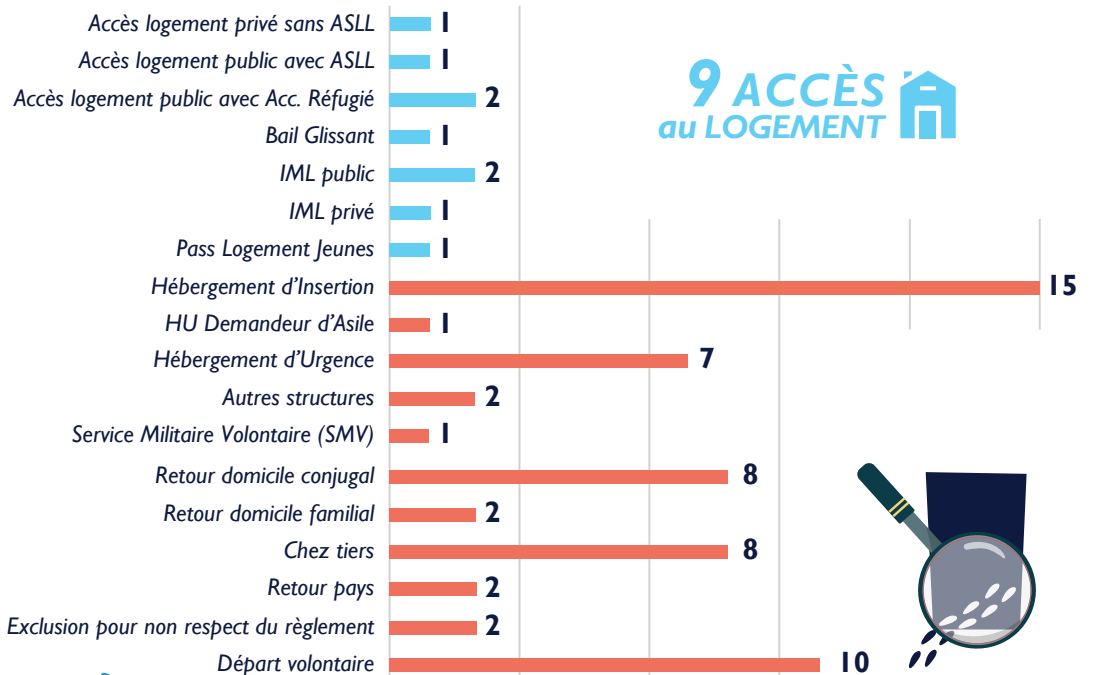 Accès logement privé sans ASLL 1
Accès logement public avec ASLL 1
Accès logement public avec Acc. Réfugié 2
Bail Glissant 1
IML public 2
IML privé 1
Pass Logement Jeunes 1
9 ACCÈS
au LOGEMENT
Hébergement d'Insertion 15
HU Demandeur d'Asile 1
Hébergement d'Urgence 7
Autres structures 2
Service Militaire Volontaire (SMV) 1
Retour domicile conjugal 8
Retour domicile familial 2
Chez tiers 8
Retour pays 2
Exclusion pour non respect du règlement 2
Départ volontaire 10